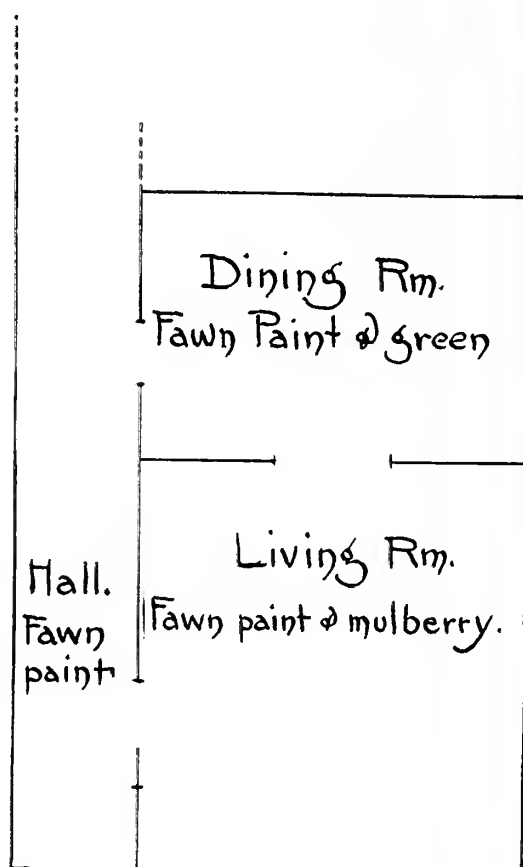 Dining Rm.
Fawn Paint & green
Living Rm.
Fawn paint & mulberry.
Hall.
Fawn
paint